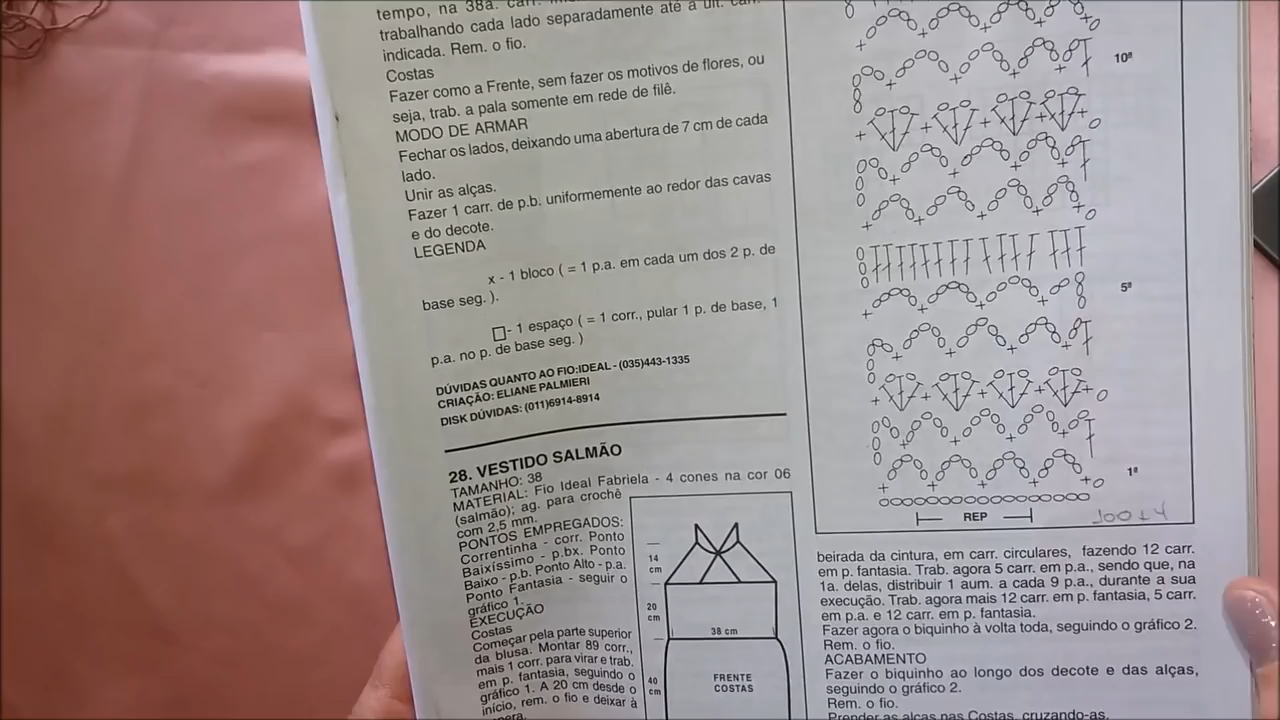 tempo, na 38a. carr.
trabalhando cada lado separadamente até a últ. carr.
indicada. Rem. o fio.
Costas
Fazer como a Frente, sem fazer os motivos de flores, ou
seja, trab. a pala somente em rede de filê.
MODO DE ARMAR
Fechar os lados, deixando uma abertura de 7 cm de cada
lado.
Unir as alças.
Fazer 1 carr. de p.b. uniformemente ao redor das cavas
e do decote.
LEGENDA
x - 1 bloco ( = 1 p.a. em cada um dos 2 p. de
base seg. ).
- 1 espaço ( = 1 corr., pular 1 p. de base, 1
p.a. no p. de base seg. )
DÚVIDAS QUANTO AO FIO:IDEAL - (035)443-1335
CRIAÇÃO: ELIANE PALMIERI
DISK DÚVIDAS: (011)6914-8914
28. VESTIDO SALMÃO
TAMANHO: 38
MATERIAL: Fio Ideal Fabriela - 4 cones na cor 06
(salmão); ag. para crochê
com 2,5 mm.
PONTOS EMPREGADOS:
Correntinha - corr. Ponto
Baixíssimo - p.bx. Ponto
Baixo - p.b. Ponto Alto - p.a.
Ponto Fantasia - seguir o
gráfico 1.
EXECUÇÃO
Costas
Começar pela parte superior
da blusa. Montar 89 corr.,
mais 1 corr. para virar e trab.
em p. fantasia, seguindo o
gráfico 1. A 20 cm desde o
início, rem. o fio e deixar à
14
cm
20
cm
38 cm
40
cm
FRENTE
COSTAS
10ª
5ª
1ª
REP
100+4
beirada da cintura, em carr. circulares, fazendo 12 carr.
em p. fantasia. Trab. agora 5 carr. em p.a., sendo que, na
1a. delas, distribuir 1 aum. a cada 9 p.a., durante a sua
execução. Trab. agora mais 12 carr. em p. fantasia, 5 carr.
em p.a. e 12 carr. em p. fantasia.
Fazer agora o biquinho à volta toda, seguindo o gráfico 2.
Rem. o fio.
ACABAMENTO
Fazer o biquinho ao longo dos decote e das alças,
seguindo o gráfico 2.
Rem. o fio.
Prender as alças nas Costas, cruzando-as.